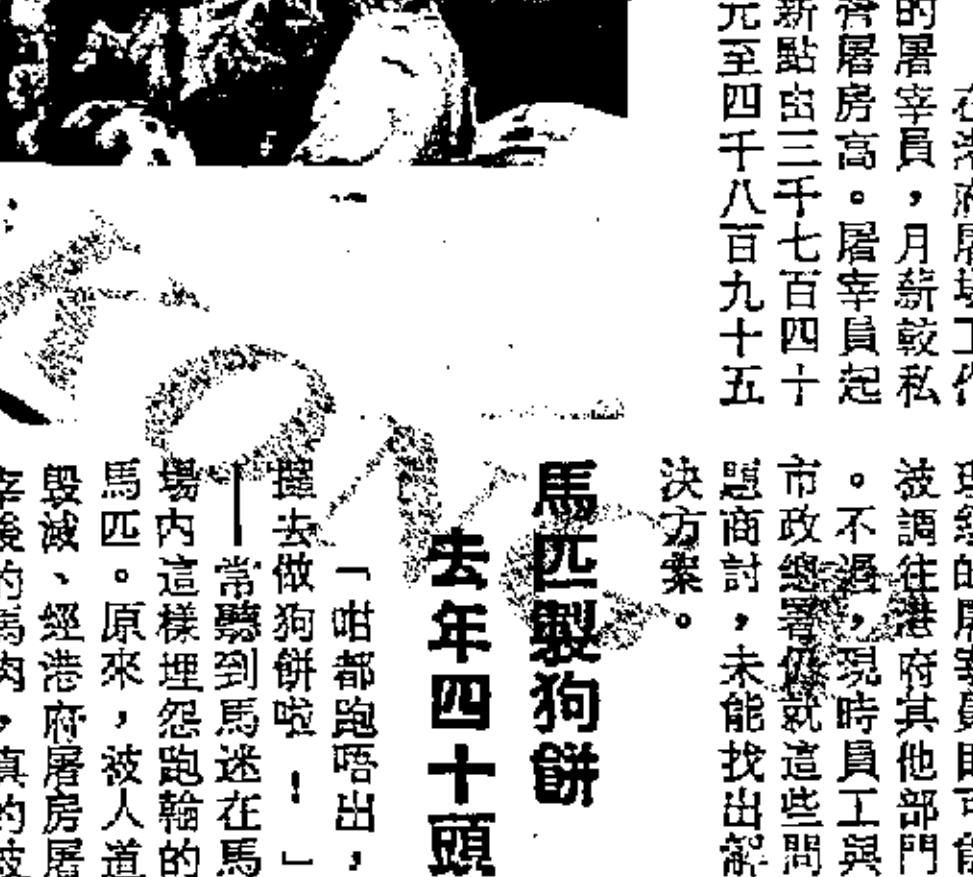 的屠宰員，月薪較私
屠房高。屠宰員起
新點由三千七百四十
元至四千八百九十五
被調往港府其他部門
。不過，現時員工與
市政總署仍就這些問
題商討，未能找出解
決方案。
馬匹製狗餅
去年四十頭
「咁都跑唔出，
攞去做狗餅啦！」
——常聽到馬迷在馬
場內這樣埋怨跑輸的
馬匹。原來，被人道
毀滅、經港府屠房屠
宰後的馬肉，真的被